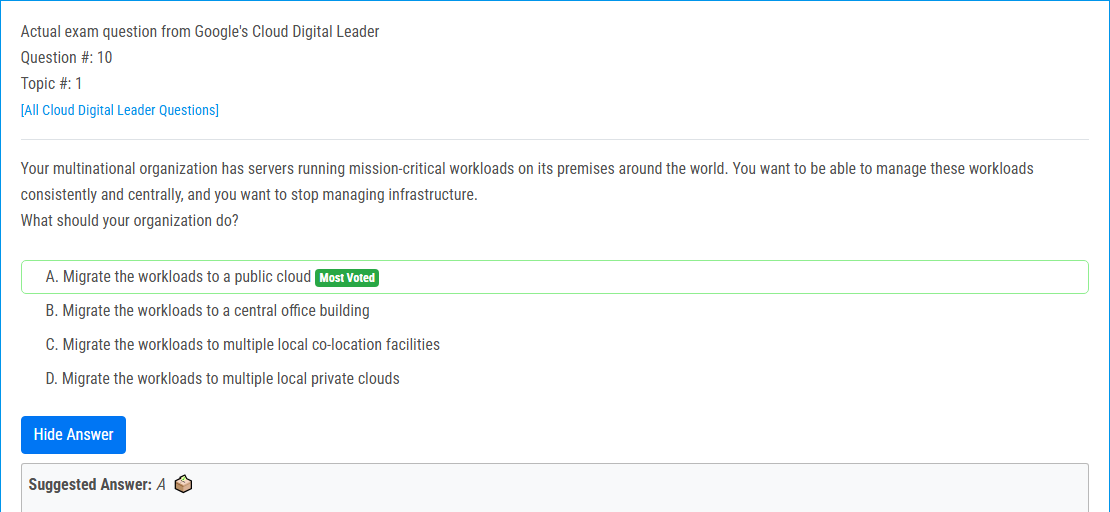 Actual exam question from Google's Cloud Digital Leader
Question #: 10
Topic #: 1
[All Cloud Digital Leader Questions]
Your multinational organization has servers running mission-critical workloads on its premises around the world. You want to be able to manage these workloads
consistently and centrally, and you want to stop managing infrastructure.
What should your organization do?
A. Migrate the workloads to a public cloud Most Voted
B. Migrate the workloads to a central office building
C. Migrate the workloads to multiple local co-location facilities
D. Migrate the workloads to multiple local private clouds
Hide Answer
Suggested Answer: A